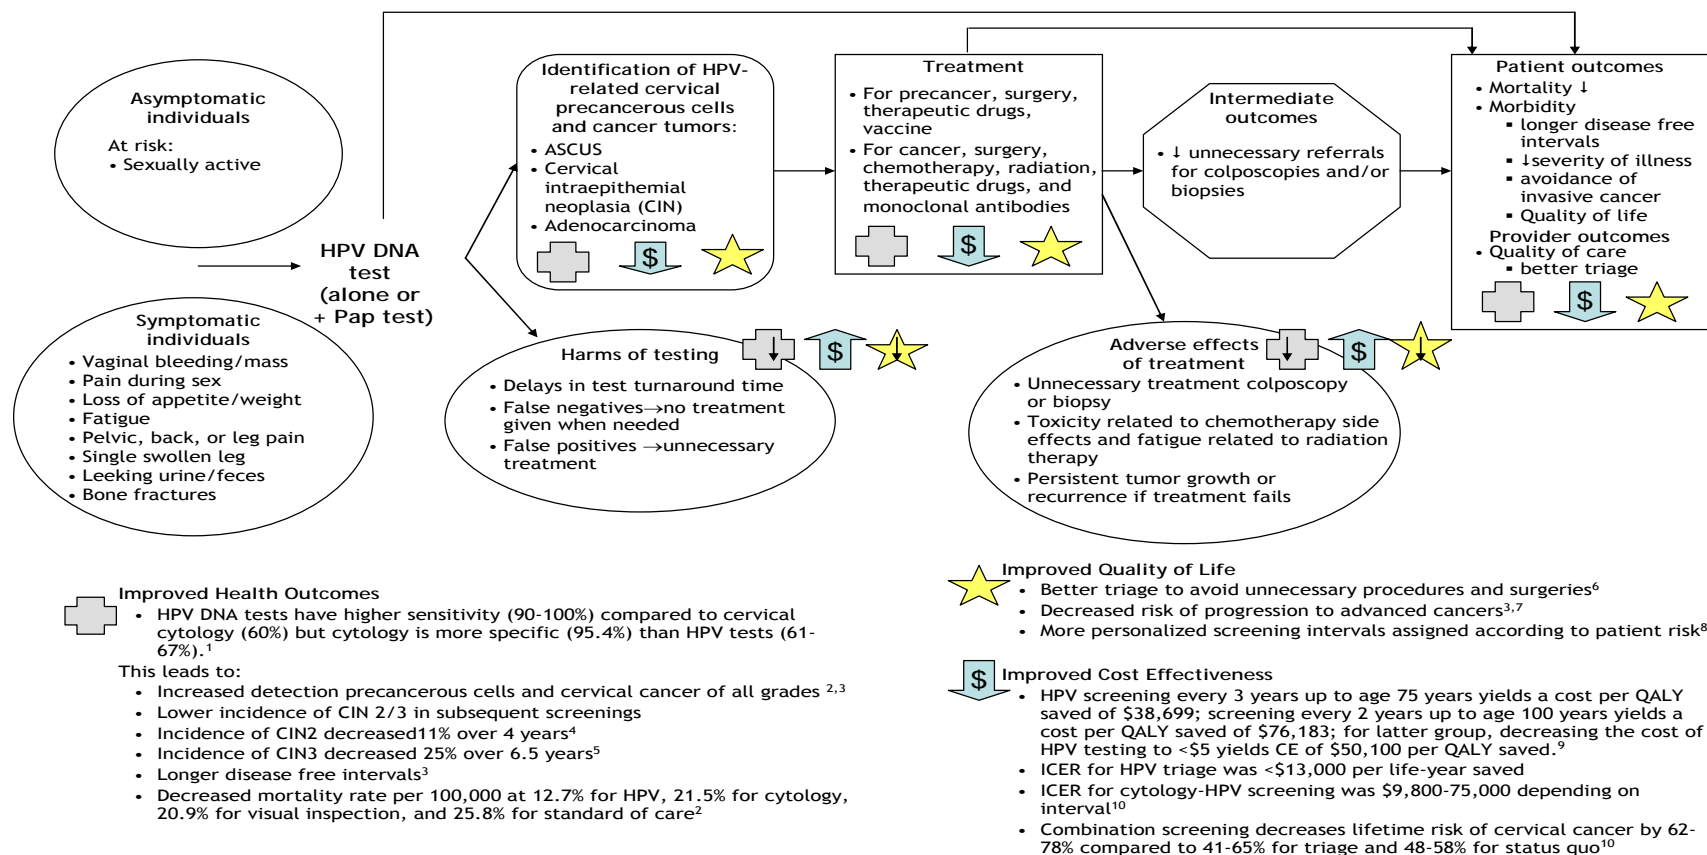 Asymptomatic
individuals
At risk:
• Sexually active
Symptomatic
individuals
• Vaginal bleeding/mass
• Pain during sex
• Loss of appetite/weight
• Fatigue
• Pelvic, back, or leg pain
• Single swollen leg
• Leeking urine/feces
• Bone fractures
HPV DNA
test
(alone or
+ Pap test)
Identification of HPV-
related cervical
precancerous cells
and cancer tumors:
• ASCUS
• Cervical
intraepithemial
neoplasia (CIN)
• Adenocarcinoma
$
Harms of testing
$
• Delays in test turnaround time
• False negatives→no treatment
given when needed
• False positives →unnecessary
treatment
Treatment
• For precancer, surgery,
therapeutic drugs,
vaccine
• For cancer, surgery,
chemotherapy, radiation,
therapeutic drugs, and
monoclonal antibodies
$
Intermediate
outcomes
• ↓ unnecessary referrals
for colposcopies and/or
biopsies
Adverse effects
of treatment
$
• Unnecessary treatment colposcopy
or biopsy
• Toxicity related to chemotherapy side
effects and fatigue related to radiation
therapy
• Persistent tumor growth or
recurrence if treatment fails
Patient outcomes
• Mortality ↓
• Morbidity
▪ longer disease free
intervals
▪ ↓severity of illness
▪ avoidance of
invasive cancer
▪ Quality of life
Provider outcomes
• Quality of care
▪ better triage
$
Improved Health Outcomes
• HPV DNA tests have higher sensitivity (90-100%) compared to cervical
cytology (60%) but cytology is more specific (95.4%) than HPV tests (61-
67%).1
This leads to:
• Increased detection precancerous cells and cervical cancer of all grades 2,3
• Lower incidence of CIN 2/3 in subsequent screenings
• Incidence of CIN2 decreased11% over 4 years4
• Incidence of CIN3 decreased 25% over 6.5 years5
• Longer disease free intervals3
• Decreased mortality rate per 100,000 at 12.7% for HPV, 21.5% for cytology,
20.9% for visual inspection, and 25.8% for standard of care2
Improved Quality of Life
• Better triage to avoid unnecessary procedures and surgeries6
• Decreased risk of progression to advanced cancers3,7
• More personalized screening intervals assigned according to patient risk8
$
Improved Cost Effectiveness
• HPV screening every 3 years up to age 75 years yields a cost per QALY
saved of $38,699; screening every 2 years up to age 100 years yields a
cost per QALY saved of $76,183; for latter group, decreasing the cost of
HPV testing to <$5 yields CE of $50,100 per QALY saved.9
• ICER for HPV triage was <$13,000 per life-year saved
• ICER for cytology-HPV screening was $9,800-75,000 depending on
interval10
• Combination screening decreases lifetime risk of cervical cancer by 62-
78% compared to 41-65% for triage and 48-58% for status quo10